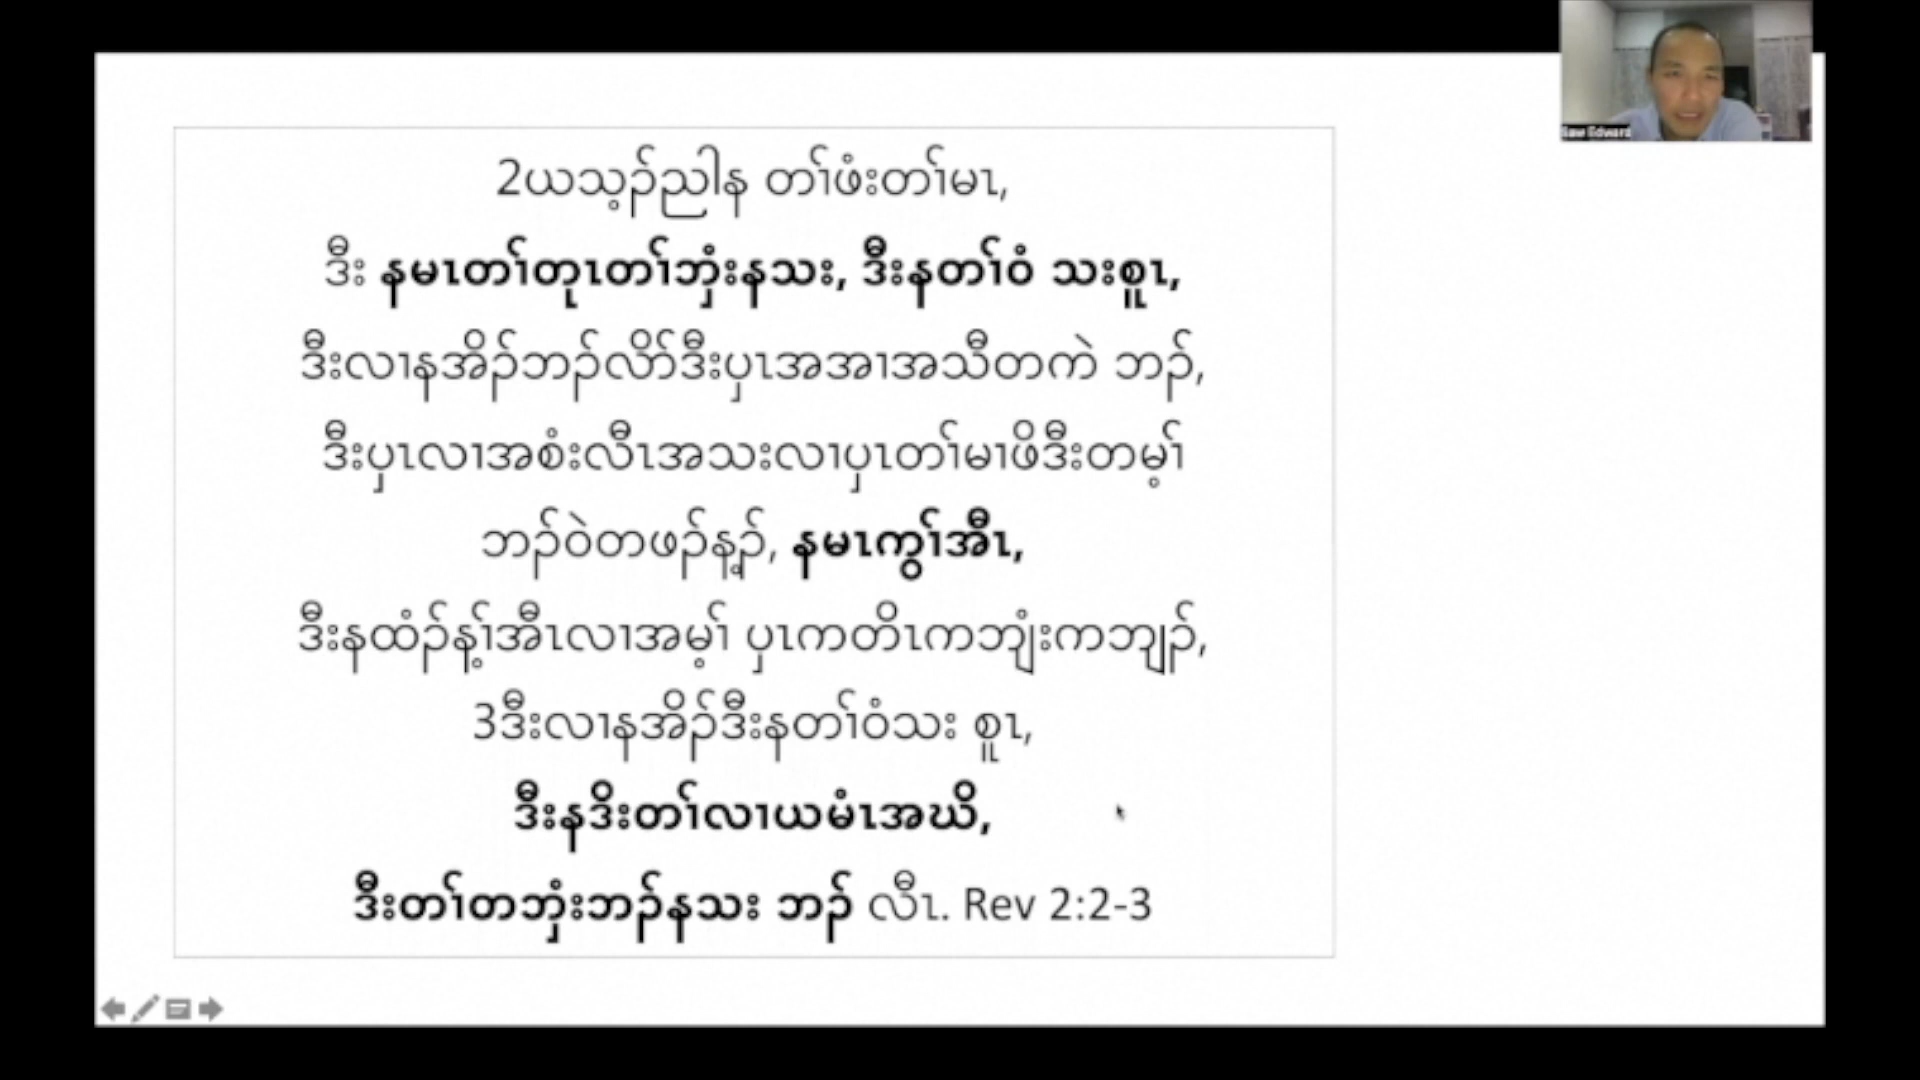 Saw Edward
2ယသ့ၣ်ညါန တၢ်ဖံးတၢ်မၤ,
ဒီး နမၤတၢ်တုၤတၢ်ဘှံးနသး, ဒီးနတၢ်ဝံ သးစူၤ,
ဒီးလၢနအိၣ်ဘၣ်လိာ်ဒီးပှၤအအၢအသီတကဲ ဘၣ်,
ဒီးပှၤလၢအစံးလီၤအသးလၢပှၤတၢ်မၢဖိဒီးတမ့ၢ်
ဘၣ်ဝဲတဖၣ်န့ၣ်, နမၤကွၢ်အီၤ,
ဒီးနထံၣ်န့ၢ်အီၤလၢအမ့ၢ် ပှၤကတိၤကဘျံးကဘျၣ်,
3ဒီးလၢနအိၣ်ဒီးနတၢ်ဝံသး စူၤ,
ဒီးနဒိးတၢ်လၢယမံၤအဃိ,
ဒီးတၢ်တဘှံးဘၣ်နသး ဘၣ် လီၤ. Rev 2:2-3